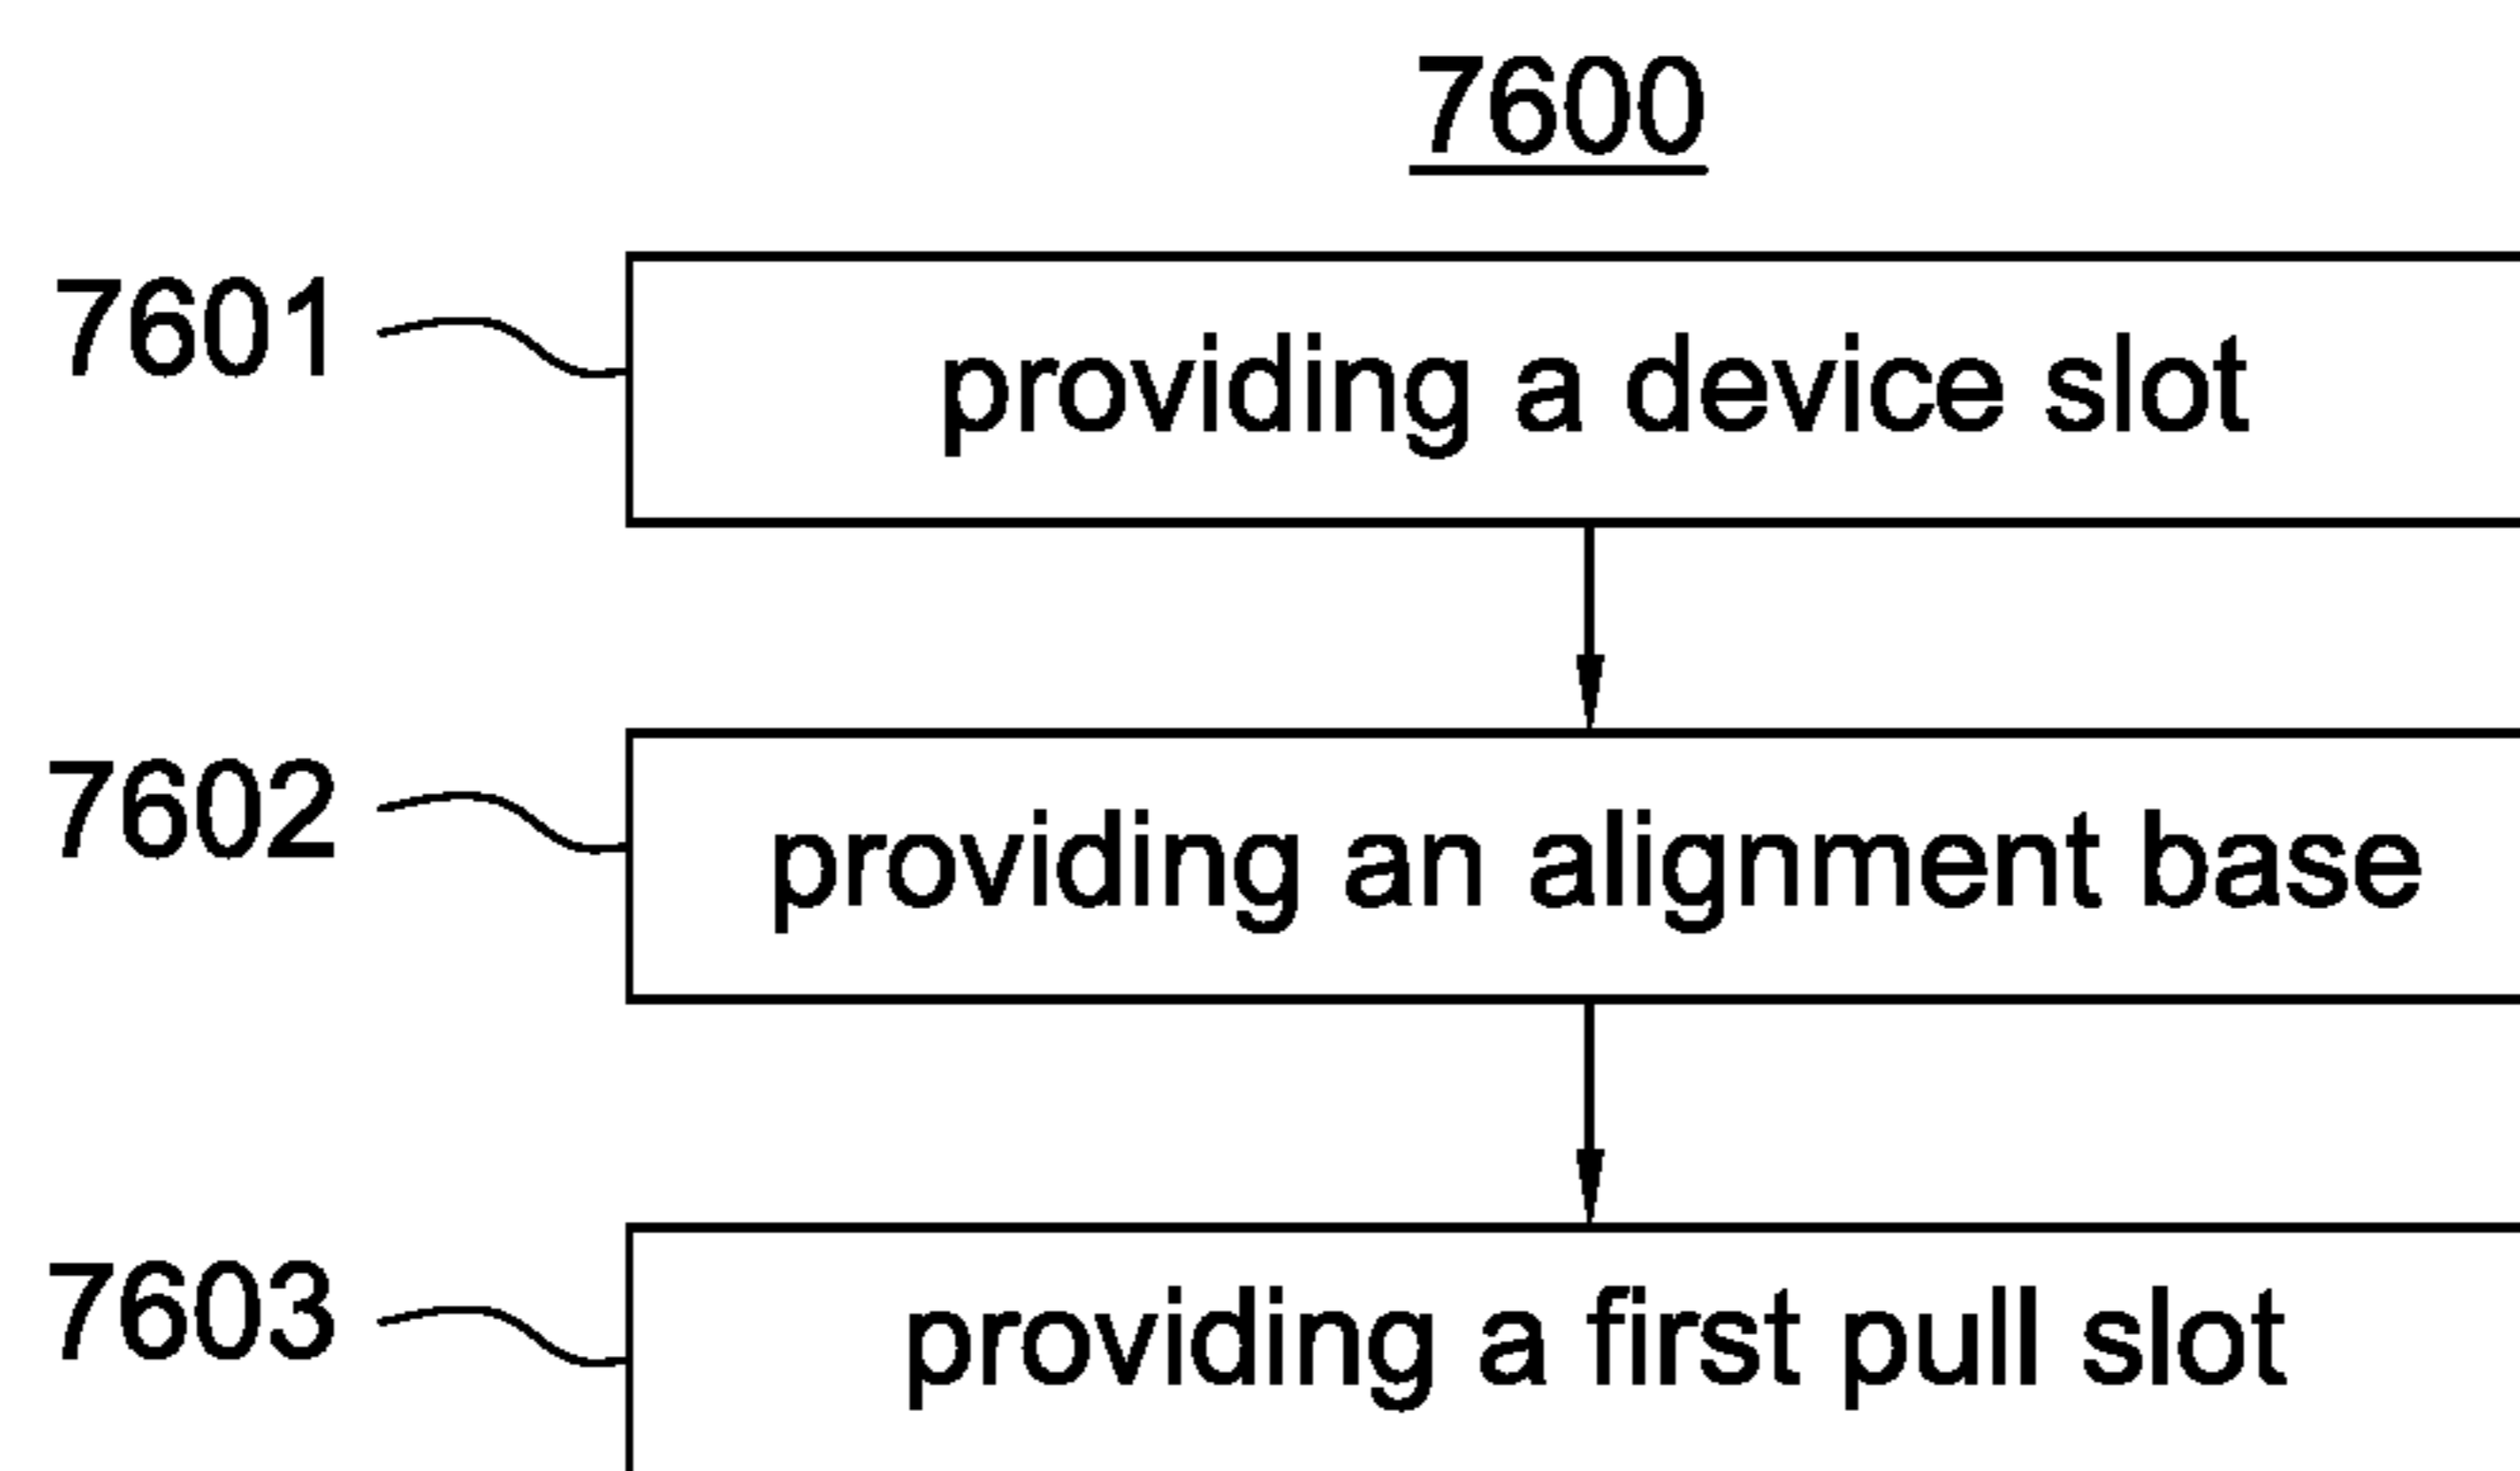 7600
7601 providing a device slot
7602 providing an alignment base
7603 providing a first pull slot